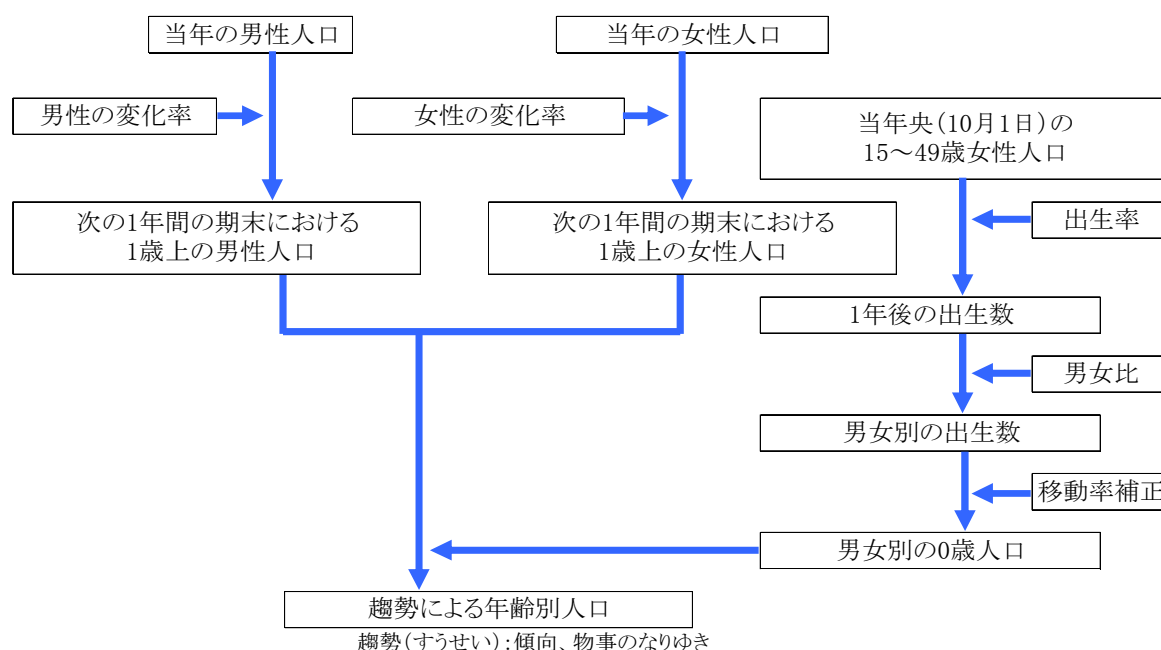 当年の男性人口
当年の女性人口
男性の変化率
女性の変化率
当年央(10月1日)の
15～49歳女性人口
次の1年間の期末における
1歳上の男性人口
次の1年間の期末における
1歳上の女性人口
出生率
1年後の出生数
男女比
男女別の出生数
移動率補正
男女別の0歳人口
趨勢による年齢別人口
趨勢(すうせい):傾向、物事のなりゆき